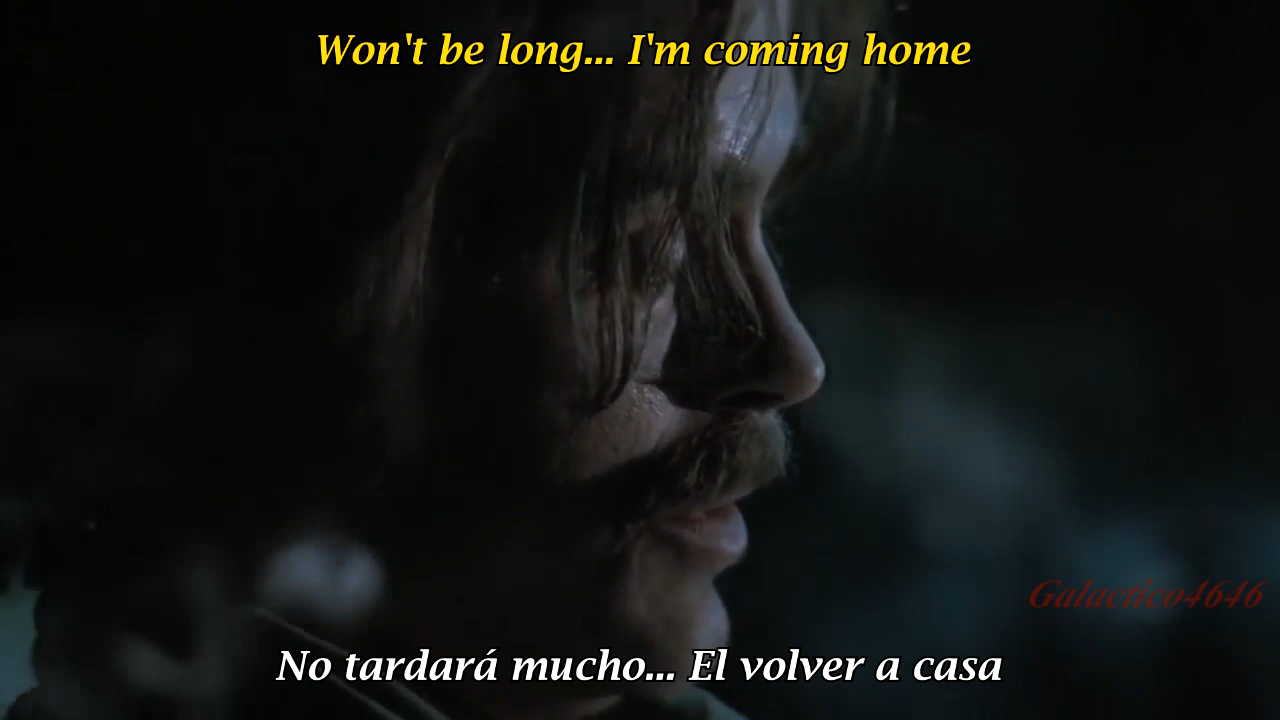 Won't be long... I'm coming home
Galactico4646
No tardará mucho... El volver a casa